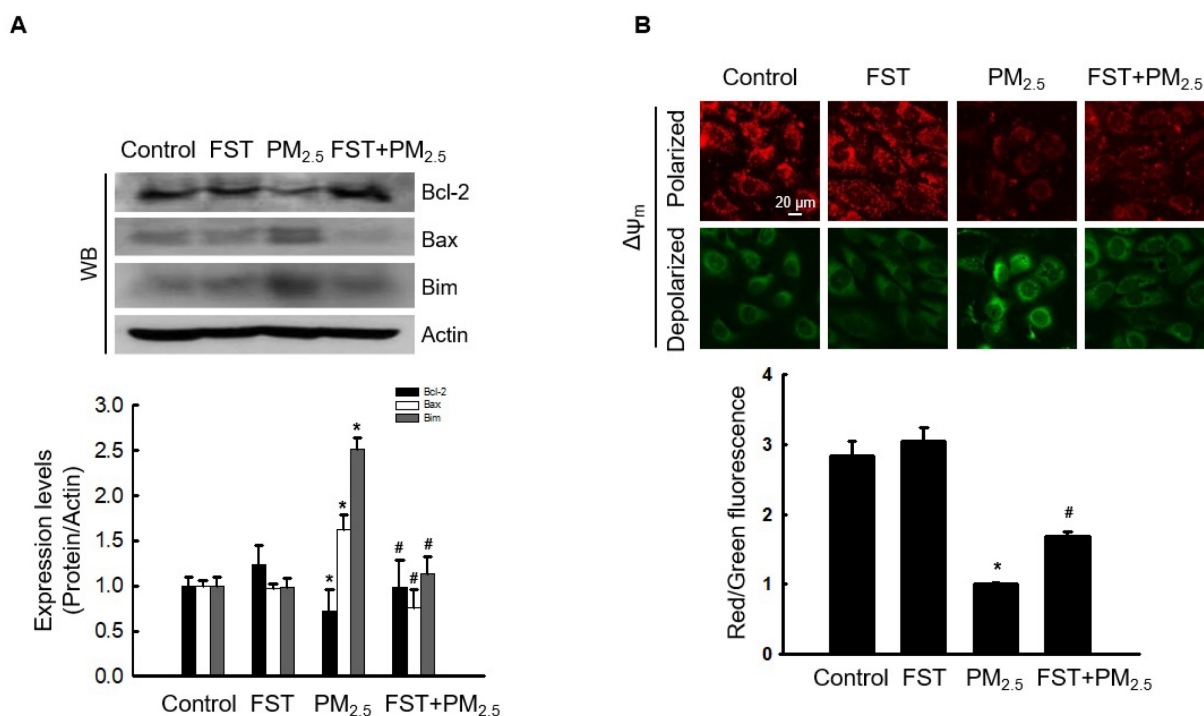 A
Control FST PM2.5 FST+PM2.5
WB
Bcl-2
Bax
Bim
Actin
Bcl-2
Bax
Bim
Expression levels
(Protein/Actin)
3.0
2.5
2.0
1.5
1.0
0.5
0.0
* * *
# # #
Control FST PM2.5 FST+PM2.5
B
Control FST PM2.5 FST+PM2.5
ΔΨm
Polarized
20 µm
Depolarized
Red/Green fluorescence
4
3
2
1
0
*
#
Control FST PM2.5 FST+PM2.5